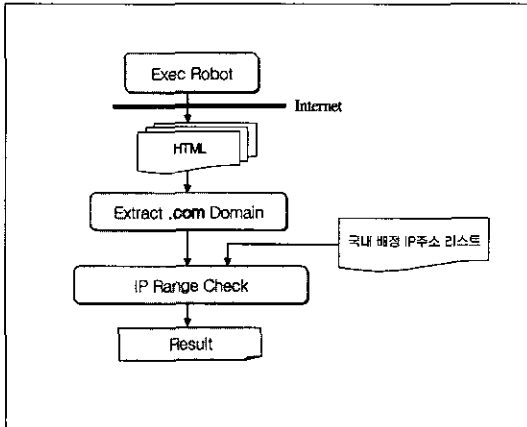 Exec Robot
Internet
HTML
Extract .com Domain
국내 배정 IP주소 리스트
IP Range Check
Result